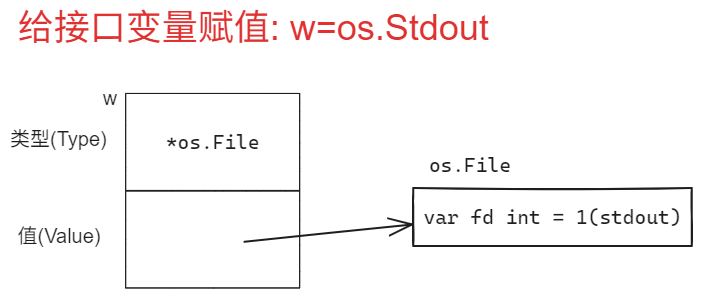 给接口变量赋值: w=os.Stdout
w
类型(Type)
*os.File
os.File
var fd int = 1(stdout)
值(Value)